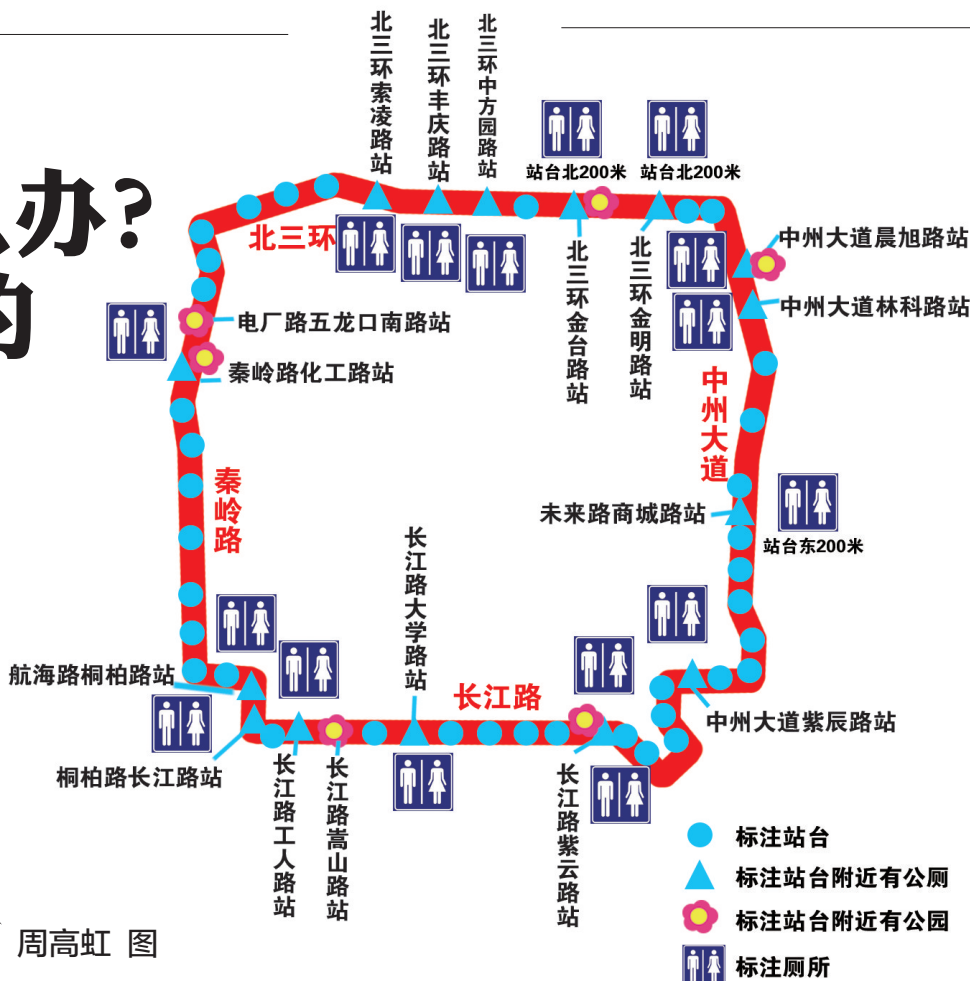 办?
的
北三环索凌路站
北三环丰庆路站
北三环中方园路站
站台北200米
站台北200米
北三环
北三环金台路站
北三环金明路站
中州大道晨旭路站
中州大道林科路站
电厂路五龙口南路站
秦岭路化工路站
中州大道
秦岭路
未来路商城路站
站台东200米
长江路大学路站
航海路桐柏路站
长江路
中州大道紫辰路站
桐柏路长江路站
长江路工人路站
长江路嵩山路站
长江路紫云路站
标注站台
标注站台附近有公厕
标注站台附近有公园
标注厕所
周高虹 图